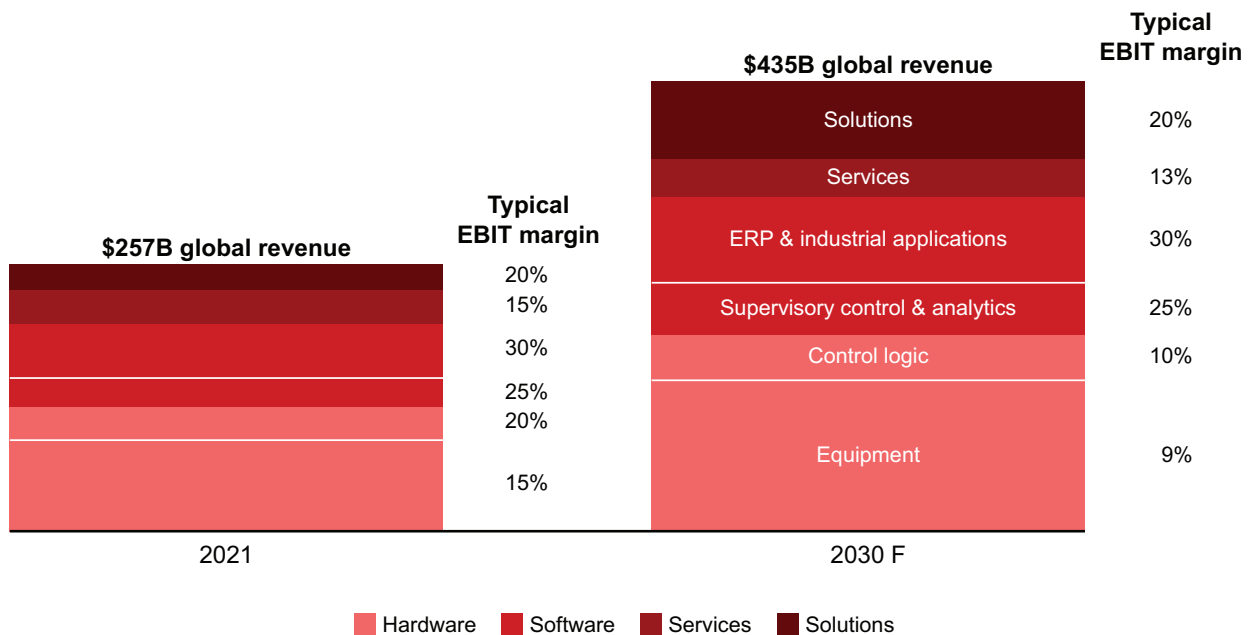 Typical
EBIT margin
$435B global revenue
Solutions
20%
Services
13%
Typical
EBIT margin
ERP & industrial applications
30%
$257B global revenue
20%
15%
Supervisory control & analytics
25%
30%
Control logic
10%
25%
20%
Equipment
9%
15%
2021
2030 F
Hardware
Software
Services
Solutions